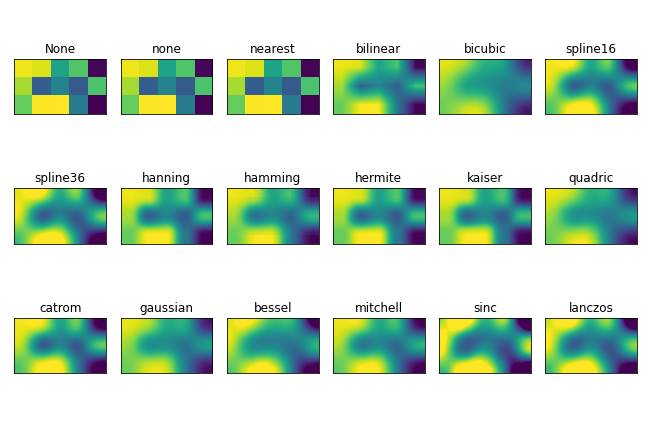 None none nearest bilinear bicubic spline16
spline36 hanning hamming hermite kaiser quadric
catrom gaussian bessel mitchell sinc lanczos